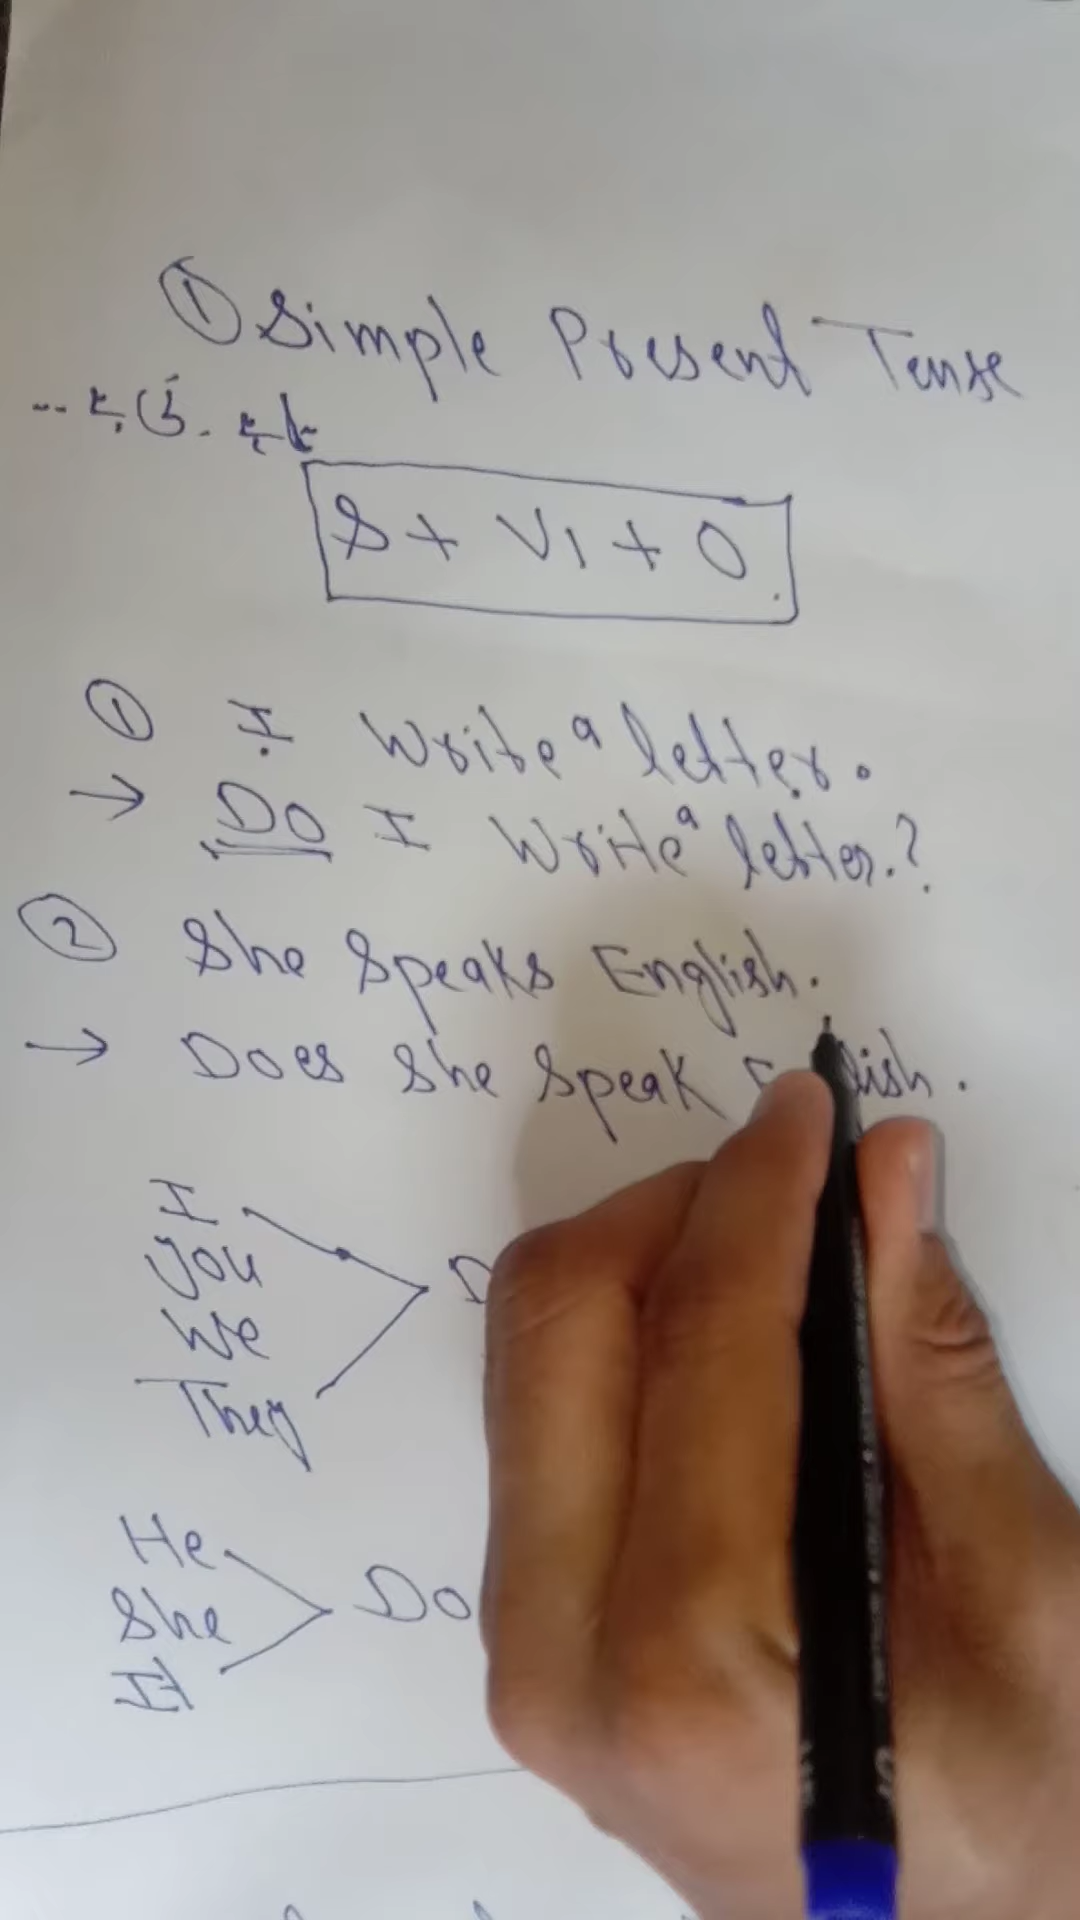 ① Simple Present Tense
S + V1 + O.
① I write a letter.
→ Do I write a letter.?
② She speaks English.
→ Does she speak English.
I
You
We
They
He
She
It
Do